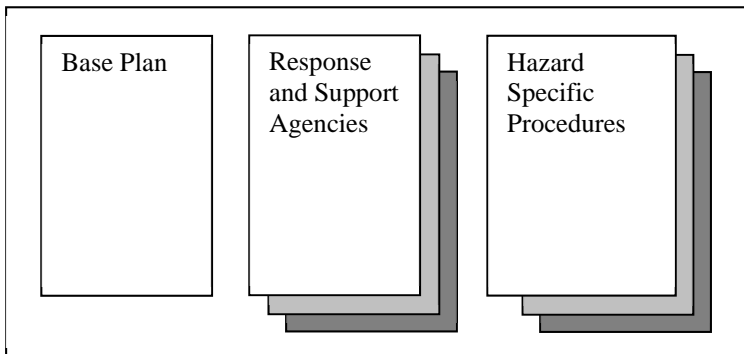 Base Plan
Response
and Support
Agencies
Hazard
Specific
Procedures